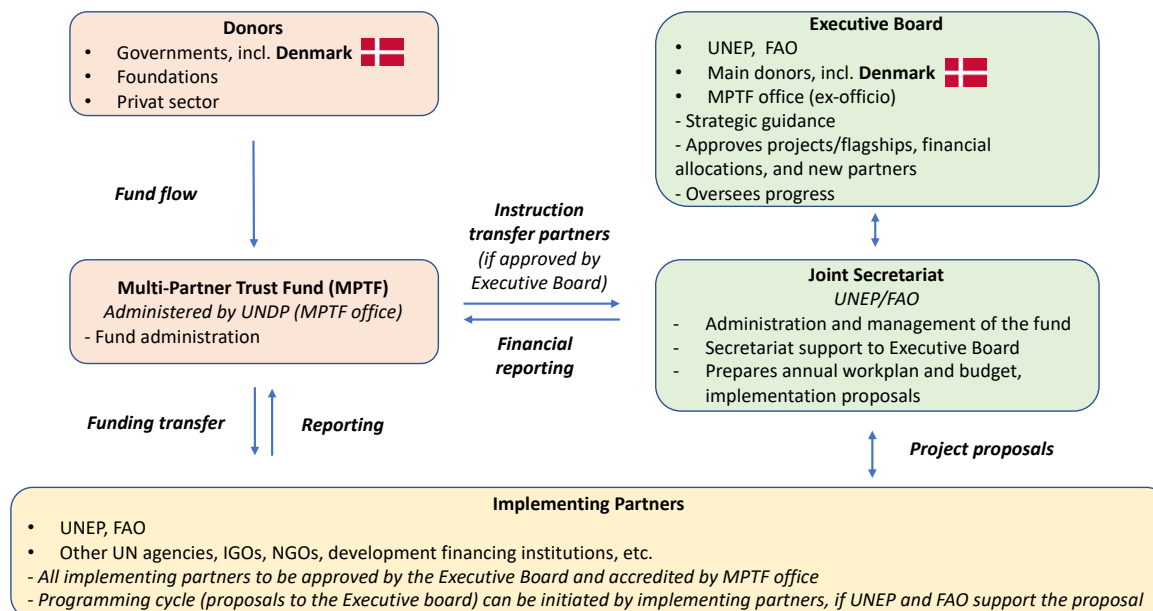 Donors
• Governments, incl. Denmark
• Foundations
• Privat sector
Executive Board
• UNEP, FAO
• Main donors, incl. Denmark
• MPTF office (ex-officio)
- Strategic guidance
- Approves projects/flagships, financial
allocations, and new partners
- Oversees progress
Fund flow
Instruction
transfer partners
(if approved by
Executive Board)
Multi-Partner Trust Fund (MPTF)
Administered by UNDP (MPTF office)
- Fund administration
Financial
reporting
Joint Secretariat
UNEP/FAO
- Administration and management of the fund
- Secretariat support to Executive Board
- Prepares annual workplan and budget,
implementation proposals
Funding transfer
Reporting
Project proposals
Implementing Partners
• UNEP, FAO
• Other UN agencies, IGOs, NGOs, development financing institutions, etc.
- All implementing partners to be approved by the Executive Board and accredited by MPTF office
- Programming cycle (proposals to the Executive board) can be initiated by implementing partners, if UNEP and FAO support the proposal